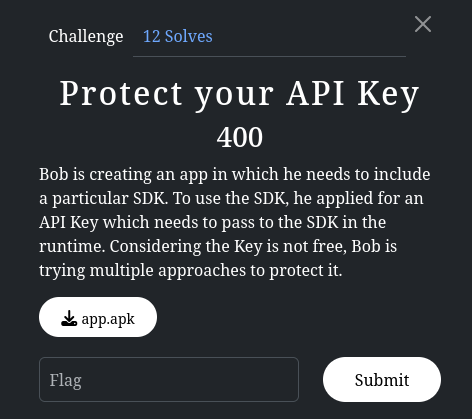 Challenge 12 Solves
Protect your API Key
400
Bob is creating an app in which he needs to include
a particular SDK. To use the SDK, he applied for an
API Key which needs to pass to the SDK in the
runtime. Considering the Key is not free, Bob is
trying multiple approaches to protect it.
app.apk
Flag Submit